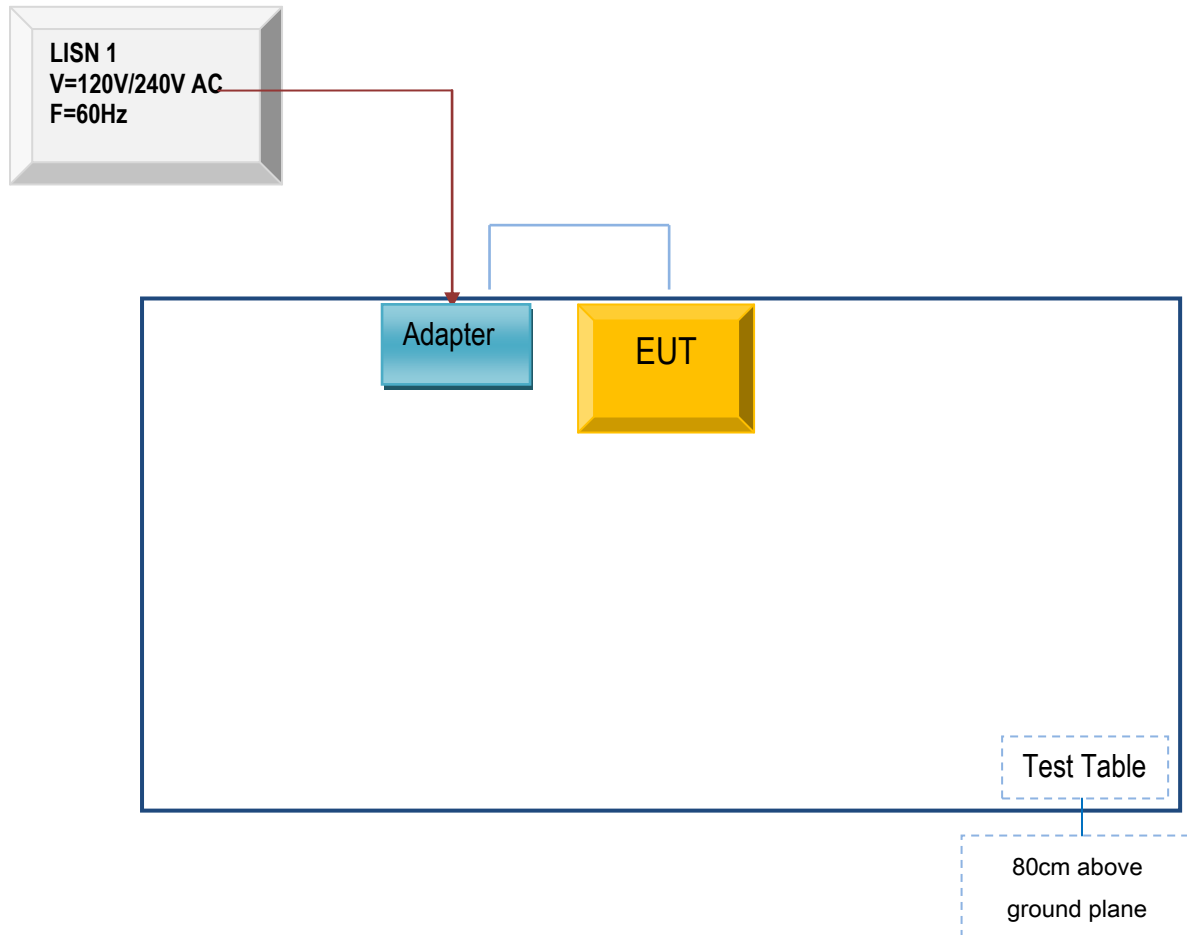 LISN 1
V=120V/240V AC
F=60Hz
Adapter
EUT
Test Table
80cm above
ground plane